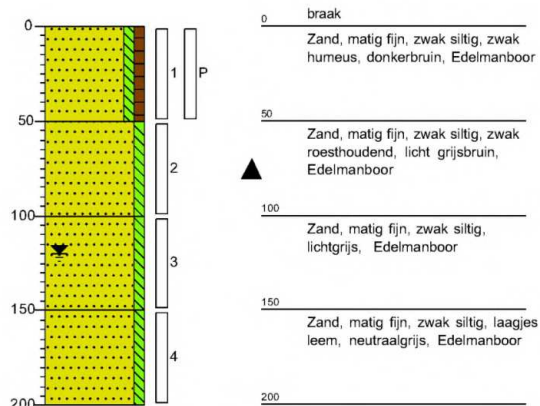 0
50
100
150
200
1
P
2
3
4
0
braak
Zand, matig fijn, zwak siltig, zwak
humeus, donkerbruin, Edelmanboor
50
Zand, matig fijn, zwak siltig, zwak
roesthoudend, licht grijsbruin,
Edelmanboor
100
Zand, matig fijn, zwak siltig,
lichtgrijs, Edelmanboor
150
Zand, matig fijn, zwak siltig, laagjes
leem, neutraalgrijs, Edelmanboor
200